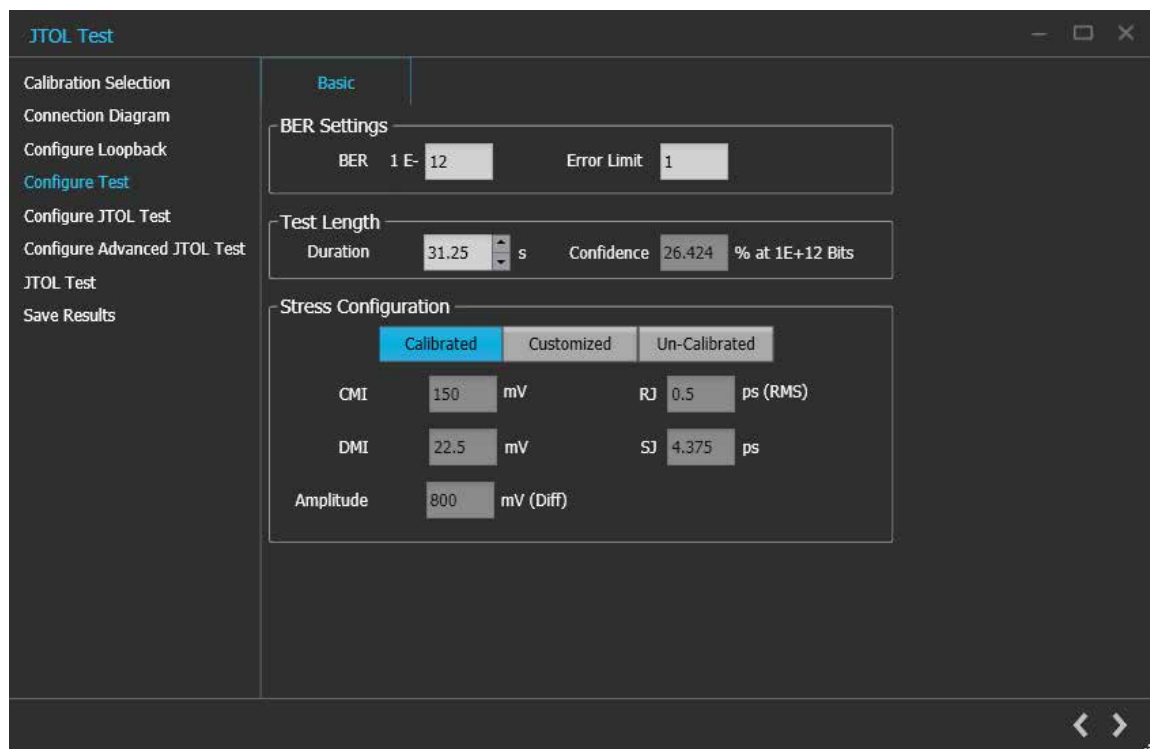 JTOL Test
Calibration Selection
Connection Diagram
Configure Loopback
Configure Test
Configure JTOL Test
Configure Advanced JTOL Test
JTOL Test
Save Results
Basic
BER Settings
BER 1 E- 12 Error Limit 1
Test Length
Duration 31.25 s Confidence 26.424 % at 1E+12 Bits
Stress Configuration
Calibrated Customized Un-Calibrated
CMI 150 mV RJ 0.5 ps (RMS)
DMI 22.5 mV SJ 4.375 ps
Amplitude 800 mV (Diff)